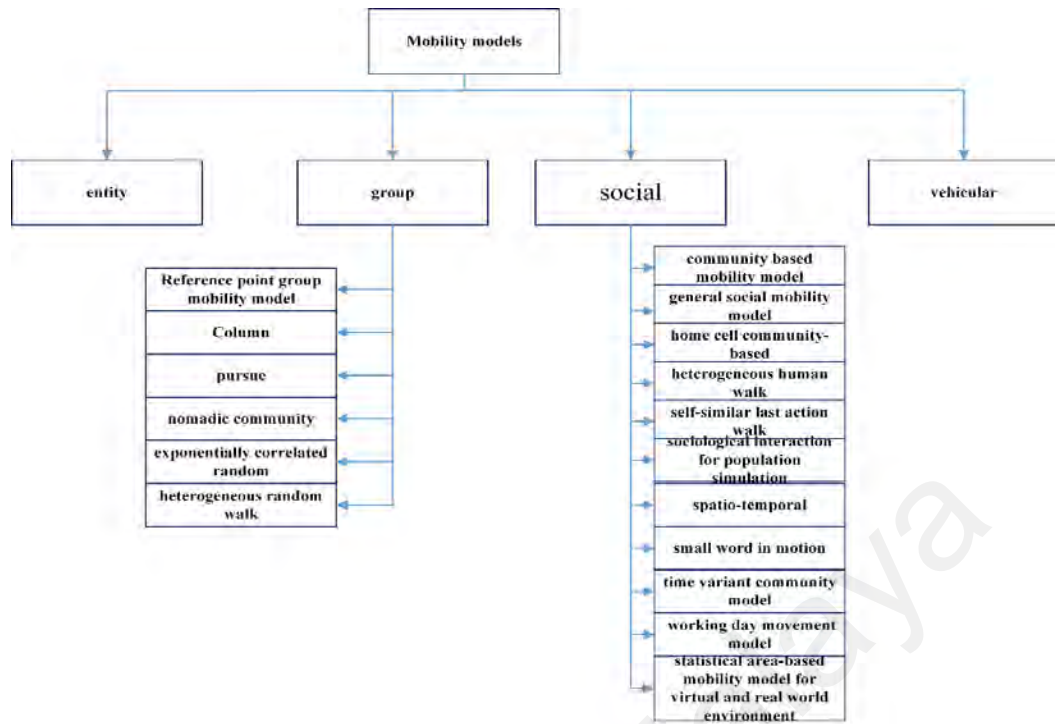 Mobility models
entity
group
social
vehicular
Reference point group
mobility model
Column
pursue
nomadic community
exponentially correlated
random
heterogeneous random
walk
community based
mobility model
general social mobility
model
home cell community-
based
heterogeneous human
walk
self-similar last action
walk
sociological interaction
for population
simulation
spatio-temporal
small word in motion
time variant community
model
working day movement
model
statistical area-based
mobility model for
virtual and real world
environment
aya